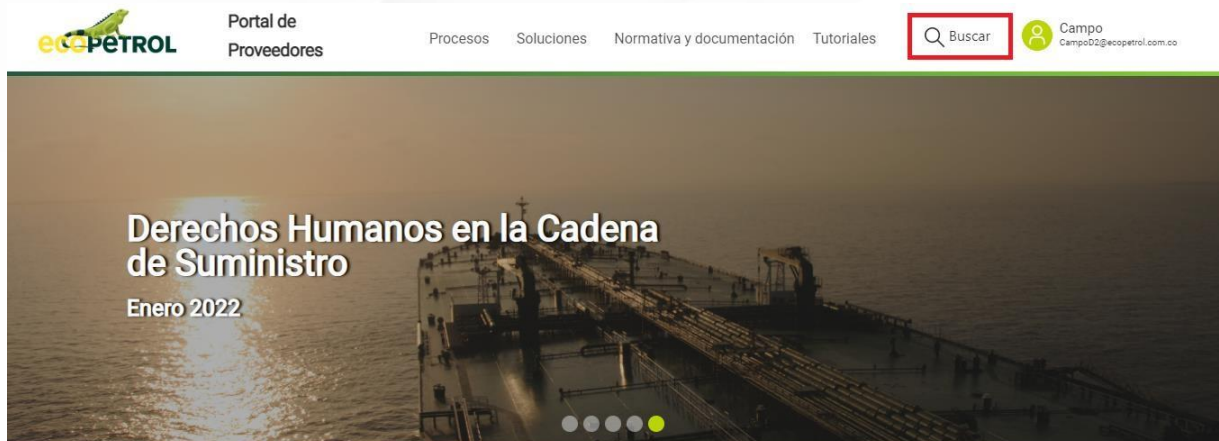 ecopetrol
Portal de
Proveedores
Procesos Soluciones Normativa y documentación Tutoriales
Buscar
Campo
CampoD2@ecopetrol.com.co
Derechos Humanos en la Cadena
de Suministro
Enero 2022